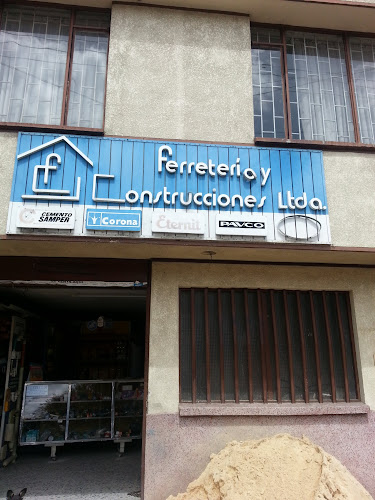 Ferretería y
Construcciones Ltda.
CEMENTO
SAMPER
Corona
Eternit
PAVCO